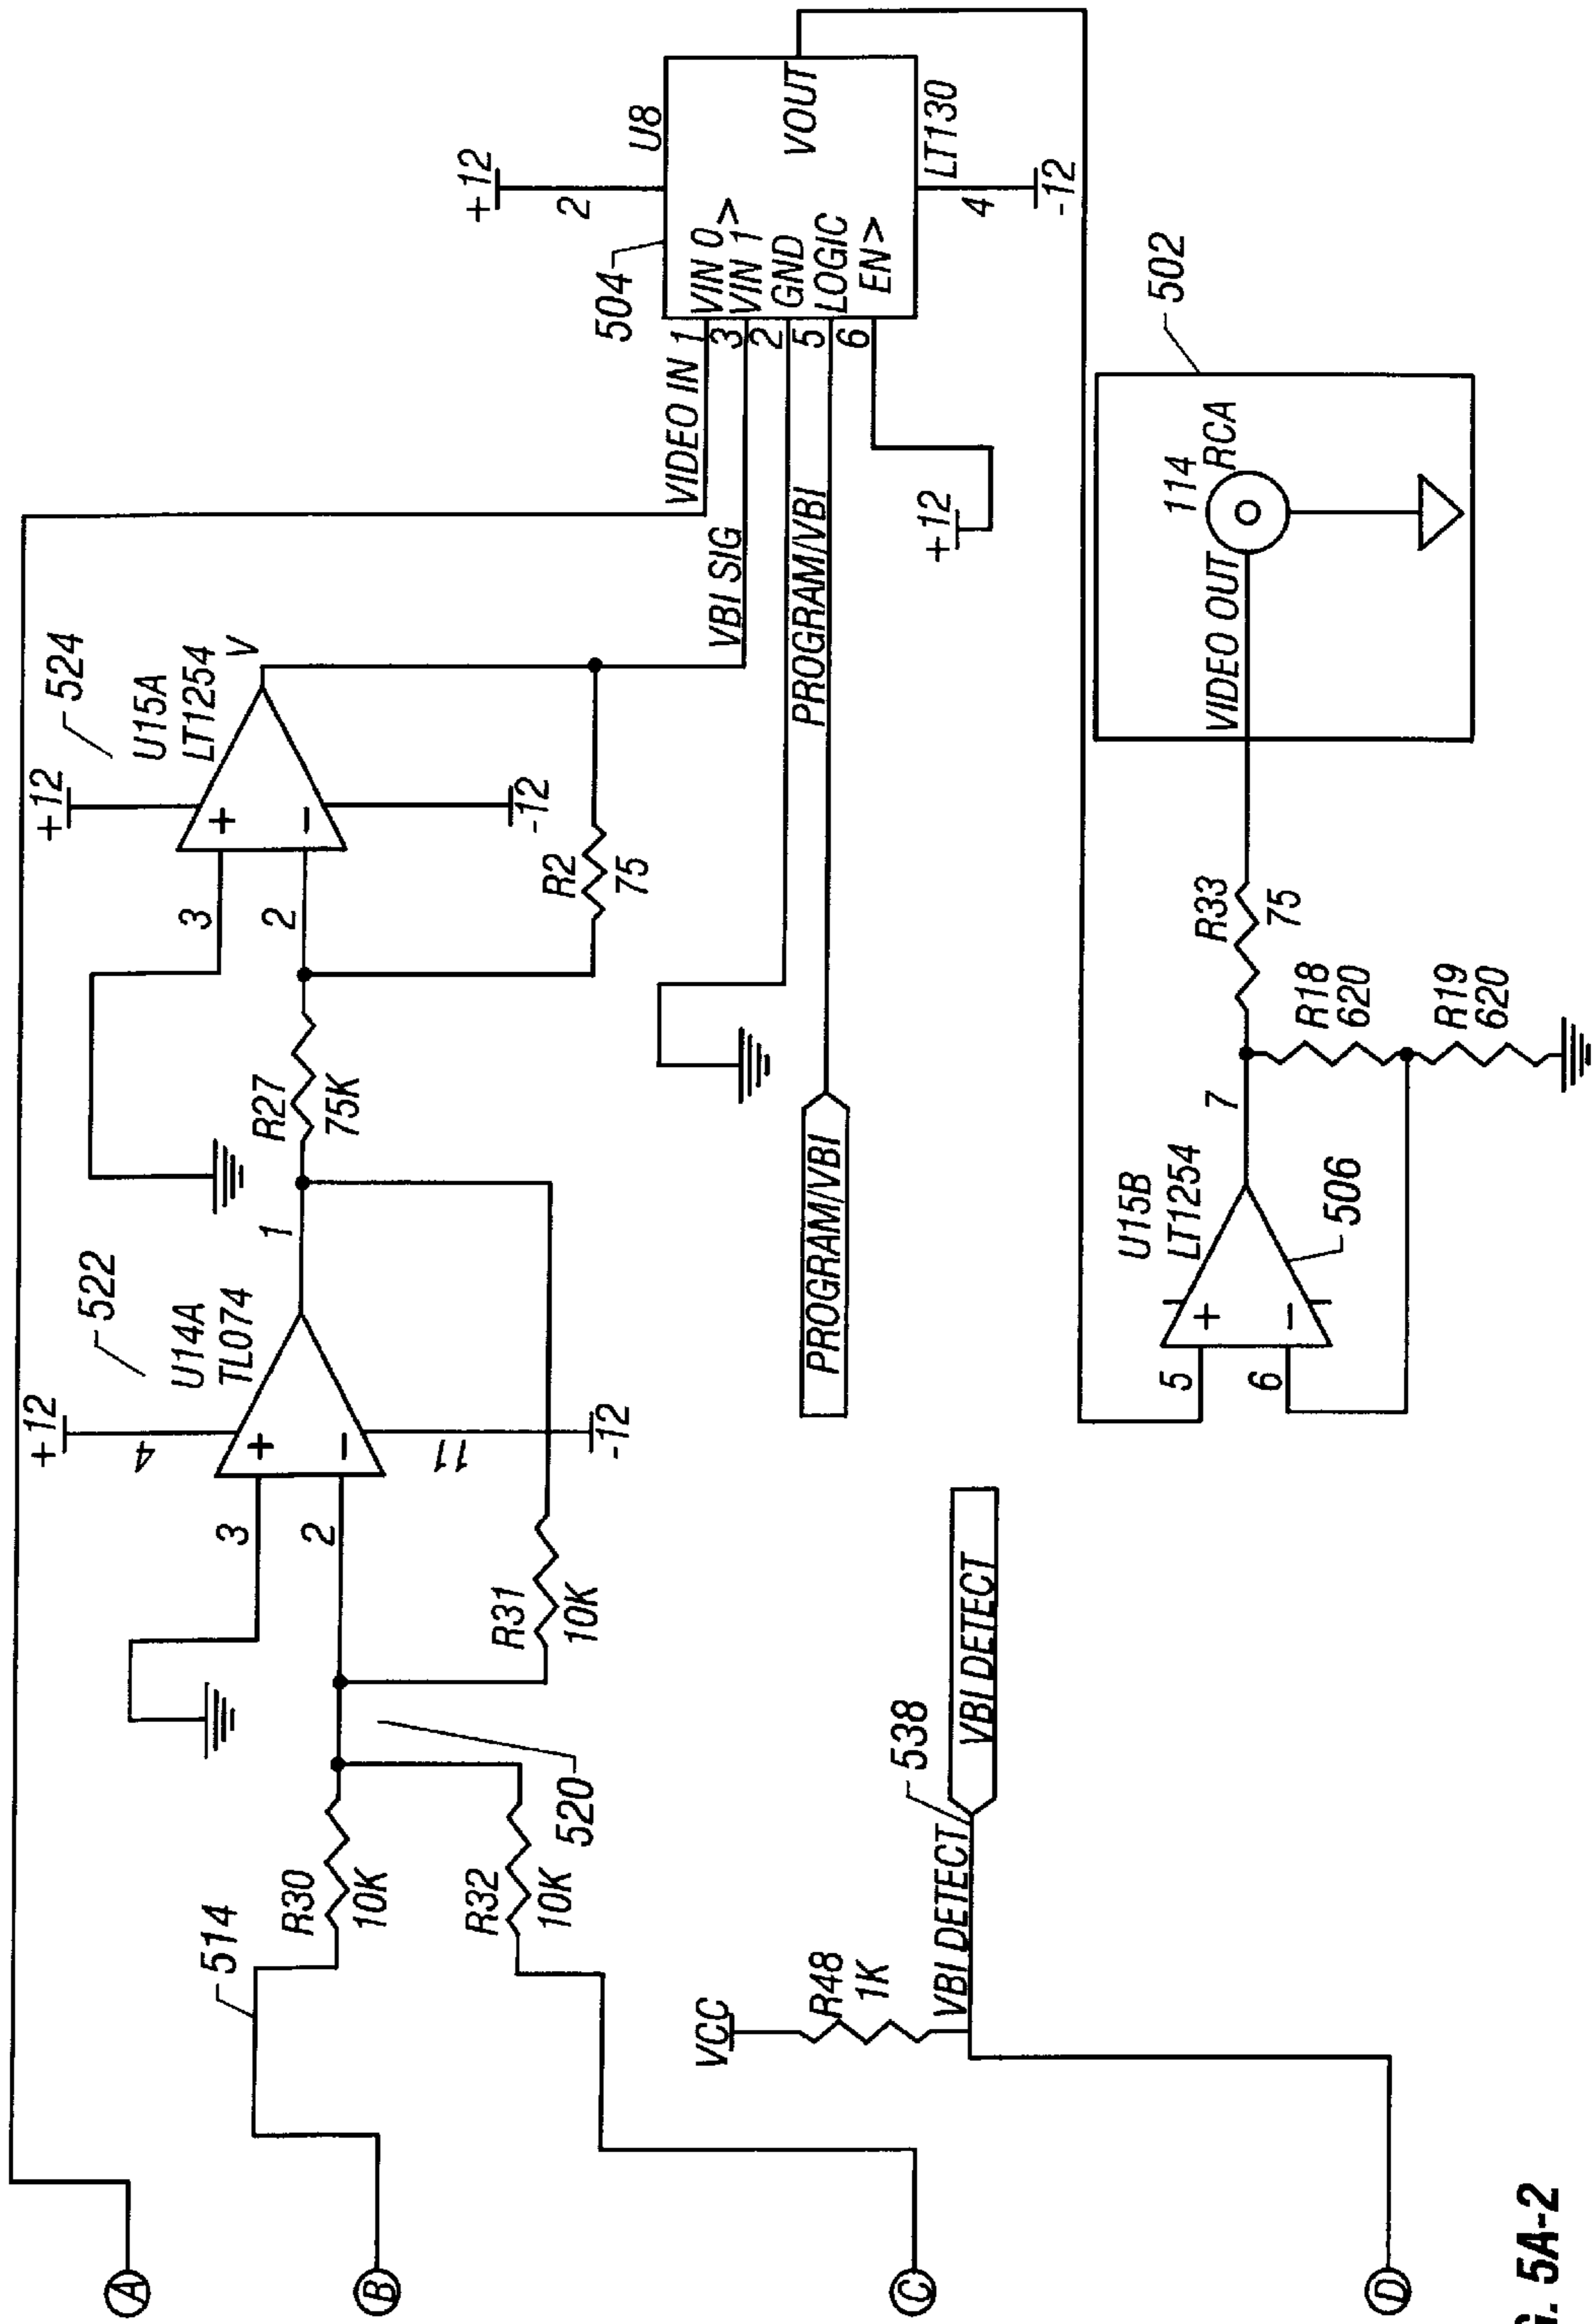 A
+12
524
U15A
LT1254
V
+12
522
U14A
TL074
4
+
−
3
2
11
-12
1
R27
75K
3
2
+
−
-12
R2
75
514
R30
10K
B
R32
10K
520
R31
10K
C
VIDEO IN
VBI SIG
PROGRAM/VBI
PROGRAM/VBI
504
+12
2
U8
1
3
2
5
6
VIN 0
VIN 1
>
GND
LOGIC
EN >
VOUT
LT1130
4
-12
+12
VCC
R48
1K
VBI DETECT
538
VBI DETECT
D
U15B
LT1254
5
6
+
−
506
7
R33
75
R18
620
R19
620
VIDEO OUT
114
RCA
502
G. 5A-2